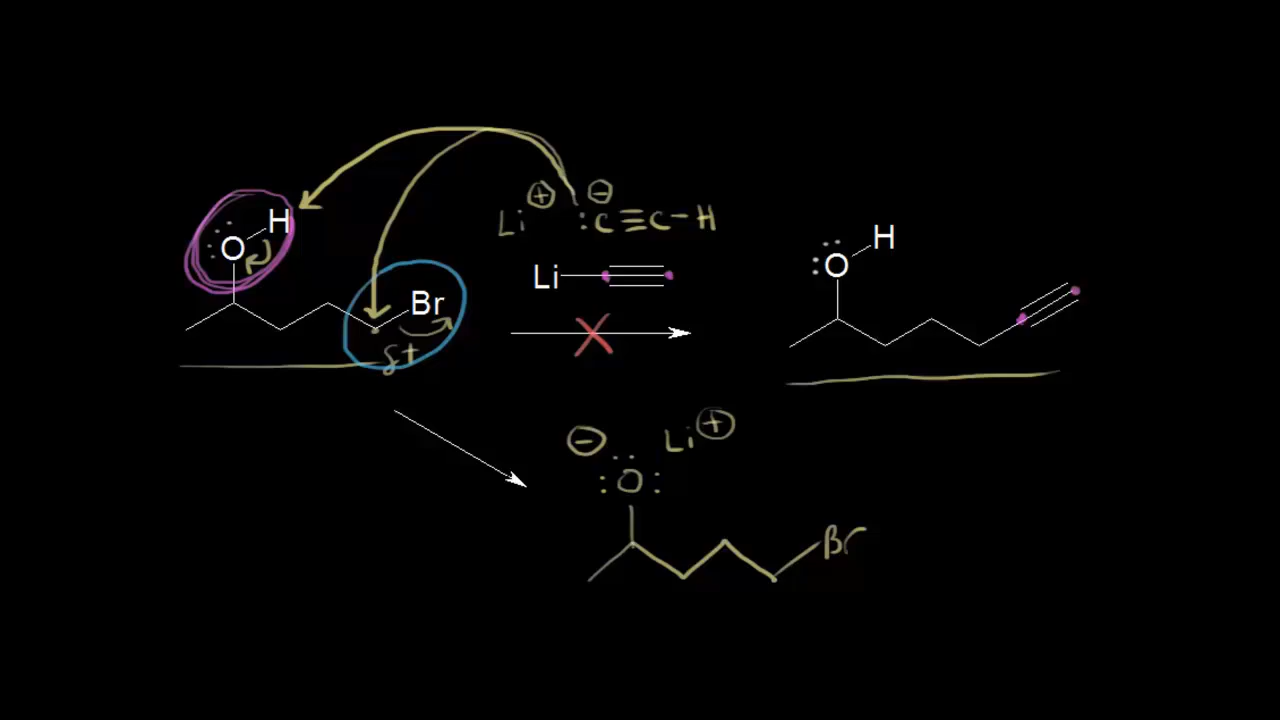 H
:O
Br
δ+
Li⊕ ⊖:C≡C-H
Li
H
:O
⊖ Li⊕
:O:
Br